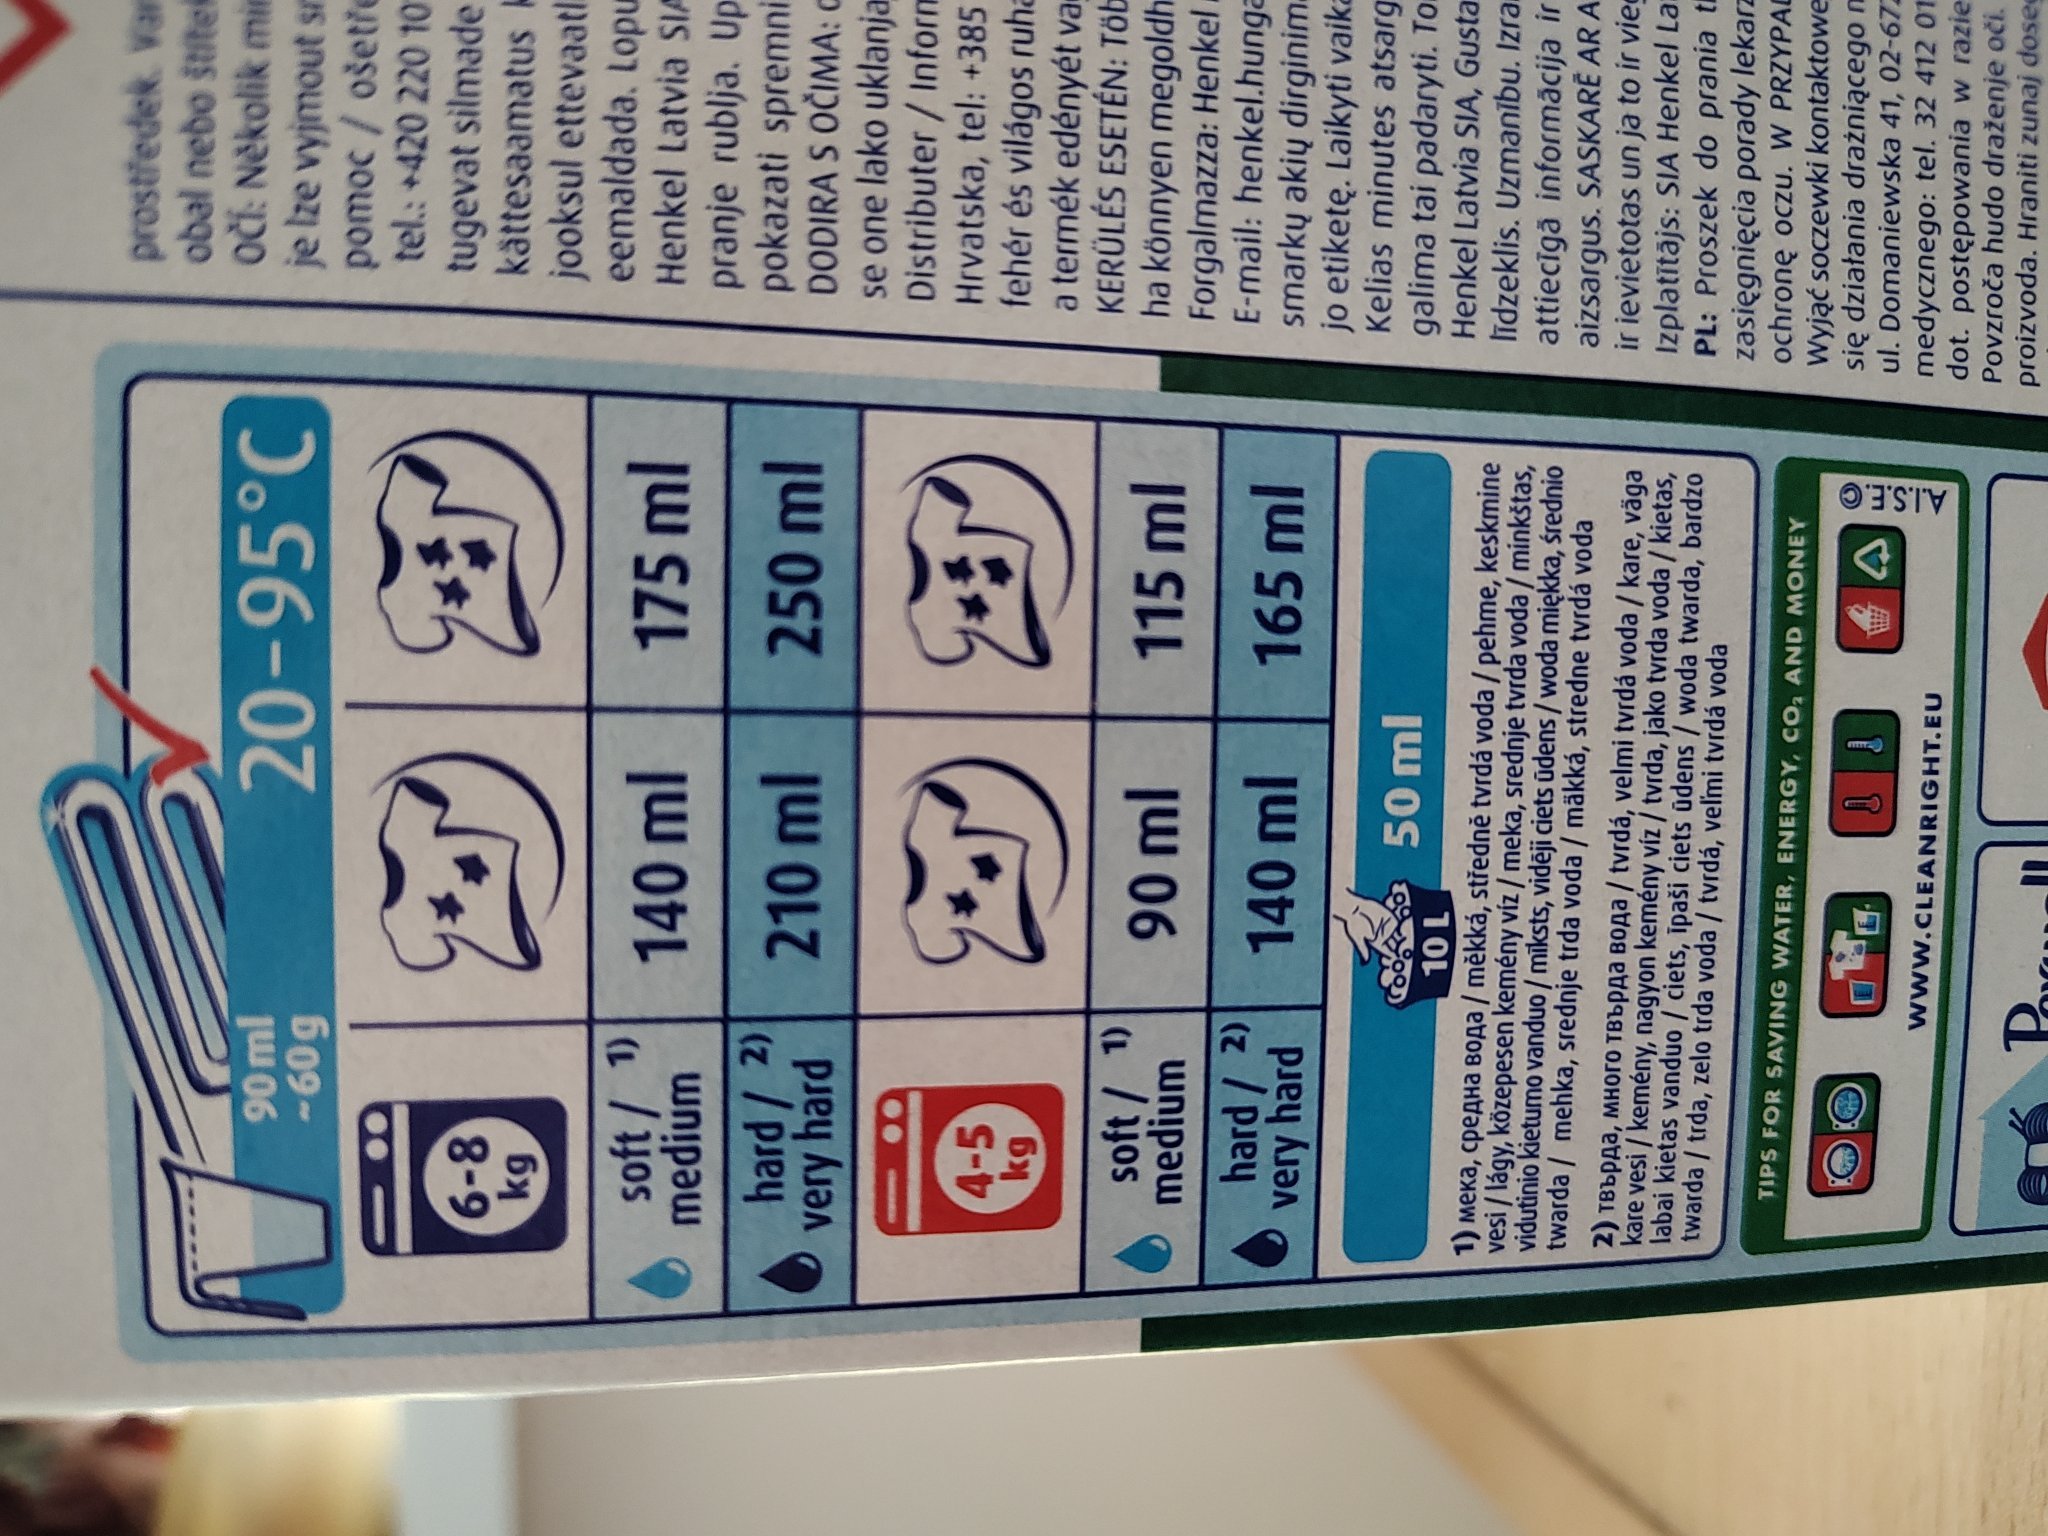 prostředek.
obal nebo štítek
OČÍ: Několik
je lze vyjmout
pomoc /
tel.: +420 220 101
tugevat silmade
kättesaamatus
jooksul ettevaatl
eemaldada. Lopu
Henkel Latvia SIA
pranje rublja. Up
pokazati spremni
DODIRA S OČIMA: o
se one lako uklanja
Distributer / Inform
Hrvatska, tel: +385
fehér és világos ruha
a termék edényét va
KERÜLÉS ESETÉN: Töb
ha könnyen megoldh
Forgalmazza: Henkel
E-mail: henkel.hunga
smarkų akių dirginim
jo etiketę. Laikyti vaika
Kelias minutes atsarg
galima tai padaryti. To
Henkel Latvia SIA, Gusta
līdzeklis. Uzmanību. Izra
attiecīgā informācija ir
aizsargus. SASKARĒ AR A
ir ievietotas un ja to ir vieg
Izplatītājs: SIA Henkel La
PL: Proszek do prania t
zasięgnięcia porady lekarz
ochronę oczu. W PRZYPAD
Wyjąć soczewki kontaktowe
się działania drażniącego
ul. Domaniewska 41, 02-672
medycznego: tel. 32 412 01
dot. postępowania w razie
Povzroča hudo draženje oči.
proizvoda. Hraniti zunaj doseg
90 ml
~60 g
20–95°C
6-8
kg
soft / 1)
medium
140 ml
175 ml
hard / 2)
very hard
210 ml
250 ml
4-5
kg
soft / 1)
medium
90 ml
115 ml
hard / 2)
very hard
140 ml
165 ml
10 L
50 ml
1) мека, средна вода / měkká, středně tvrdá voda / pehme, keskmine
vesi / lágy, közepesen kemény víz / meka, srednje tvrda voda / minkštas,
vidutinio kietumo vanduo / mīksts, vidēji ciets ūdens / woda miękka, średnio
twarda / mehka, srednje trda voda / mäkká, stredne tvrdá voda
2) твърда, много твърда вода / tvrdá, velmi tvrdá voda / kare, väga
kare vesi / kemény, nagyon kemény víz / tvrda, jako tvrda voda / kietas,
labai kietas vanduo / ciets, īpaši ciets ūdens / woda twarda, bardzo
twarda / trda, zelo trda voda / tvrdá, veľmi tvrdá voda
TIPS FOR SAVING WATER, ENERGY, CO₂ AND MONEY
A.I.S.E.©
WWW.CLEANRIGHT.EU